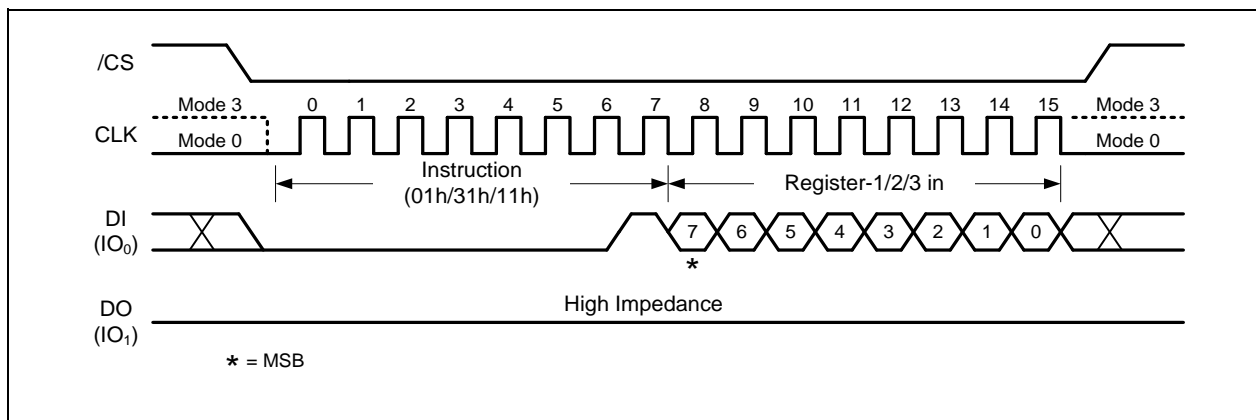 /CS
Mode 3 0 1 2 3 4 5 6 7 8 9 10 11 12 13 14 15 Mode 3
CLK
Mode 0 Mode 0
Instruction
(01h/31h/11h)
Register-1/2/3 in
DI
(IO₀)
7 6 5 4 3 2 1 0
*
High Impedance
DO
(IO₁)
* = MSB